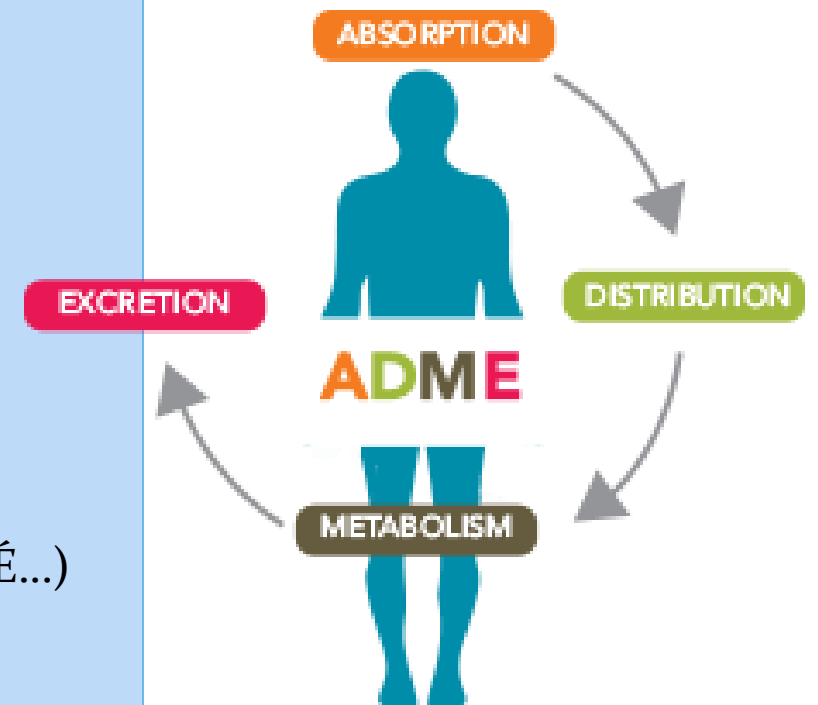 ABSORPTION
EXCRETION
DISTRIBUTION
ADME
METABOLISM
É...)